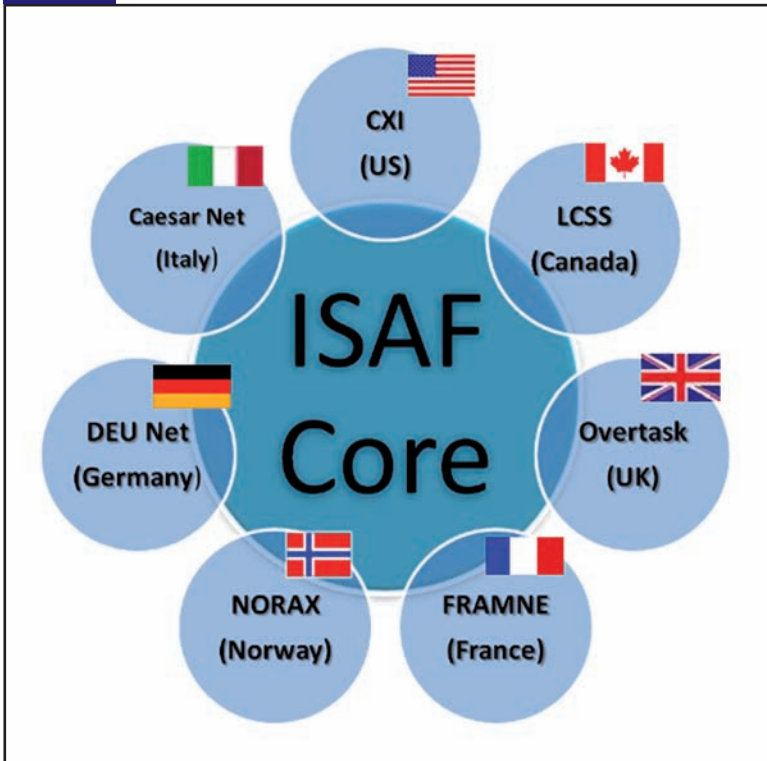 CXI
(US)
LCSS
(Canada)
Overtask
(UK)
FRAMNE
(France)
NORAX
(Norway)
DEU Net
(Germany)
Caesar Net
(Italy)
ISAF
Core